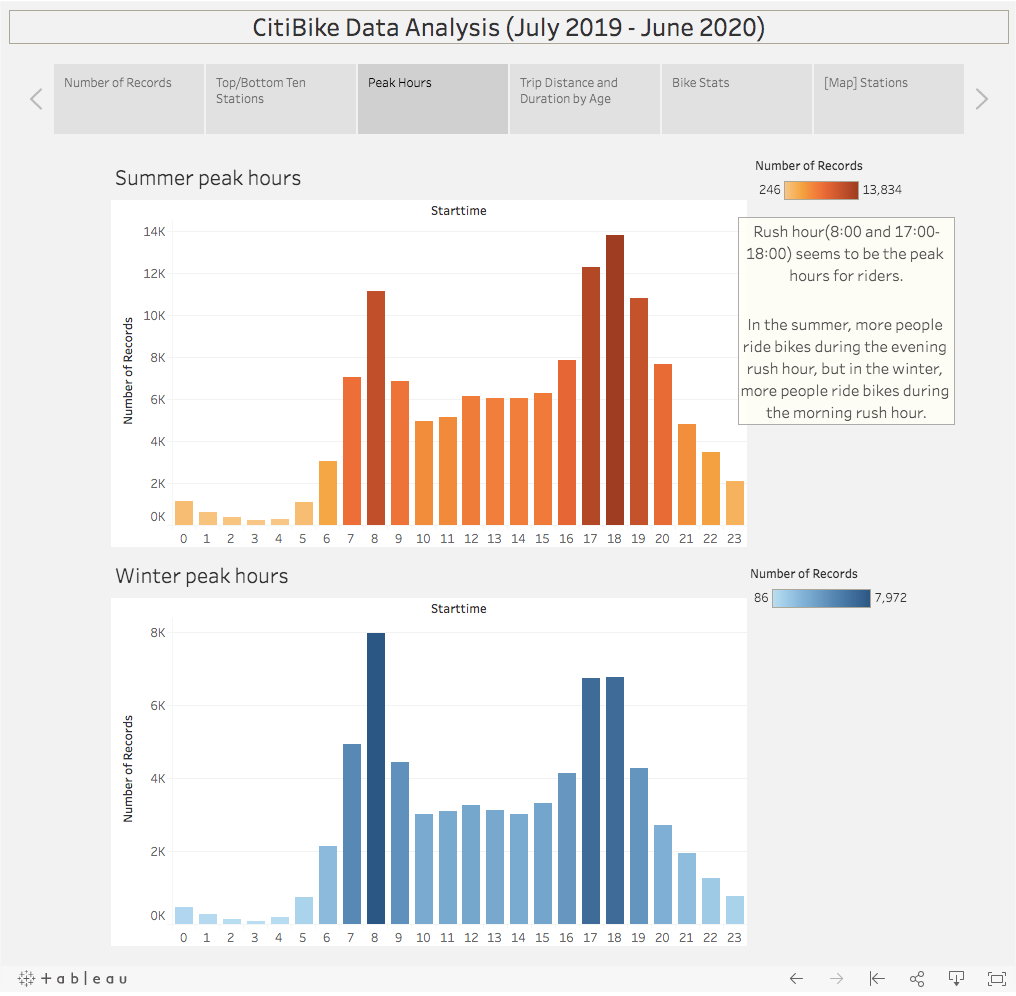 CitiBike Data Analysis (July 2019 - June 2020)
Number of Records
Top/Bottom Ten
Stations
Peak Hours
Trip Distance and
Duration by Age
Bike Stats
[Map] Stations
Summer peak hours
Number of Records
246 13,834
Starttime
Rush hour(8:00 and 17:00-
18:00) seems to be the peak
hours for riders.
In the summer, more people
ride bikes during the evening
rush hour, but in the winter,
more people ride bikes during
the morning rush hour.
Number of Records
14K
12K
10K
8K
6K
4K
2K
0K
0 1 2 3 4 5 6 7 8 9 10 11 12 13 14 15 16 17 18 19 20 21 22 23
Winter peak hours
Number of Records
86 7,972
Starttime
Number of Records
8K
6K
4K
2K
0K
0 1 2 3 4 5 6 7 8 9 10 11 12 13 14 15 16 17 18 19 20 21 22 23
+ a b l e a u